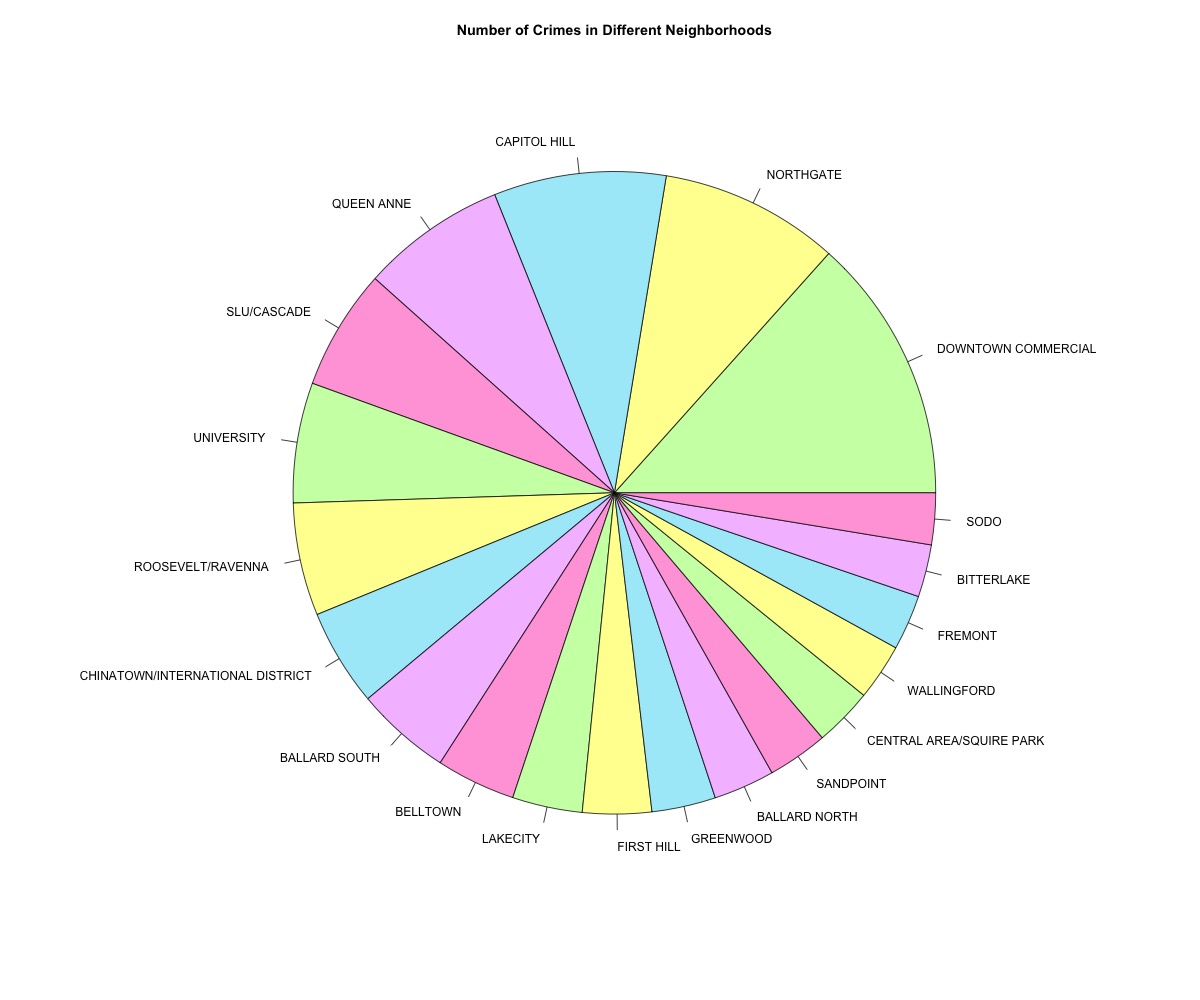 Number of Crimes in Different Neighborhoods
CAPITOL HILL
NORTHGATE
QUEEN ANNE
SLU/CASCADE
DOWNTOWN COMMERCIAL
UNIVERSITY
SODO
ROOSEVELT/RAVENNA
BITTERLAKE
FREMONT
CHINATOWN/INTERNATIONAL DISTRICT
WALLINGFORD
CENTRAL AREA/SQUIRE PARK
BALLARD SOUTH
SANDPOINT
BELLTOWN
BALLARD NORTH
LAKECITY
GREENWOOD
FIRST HILL